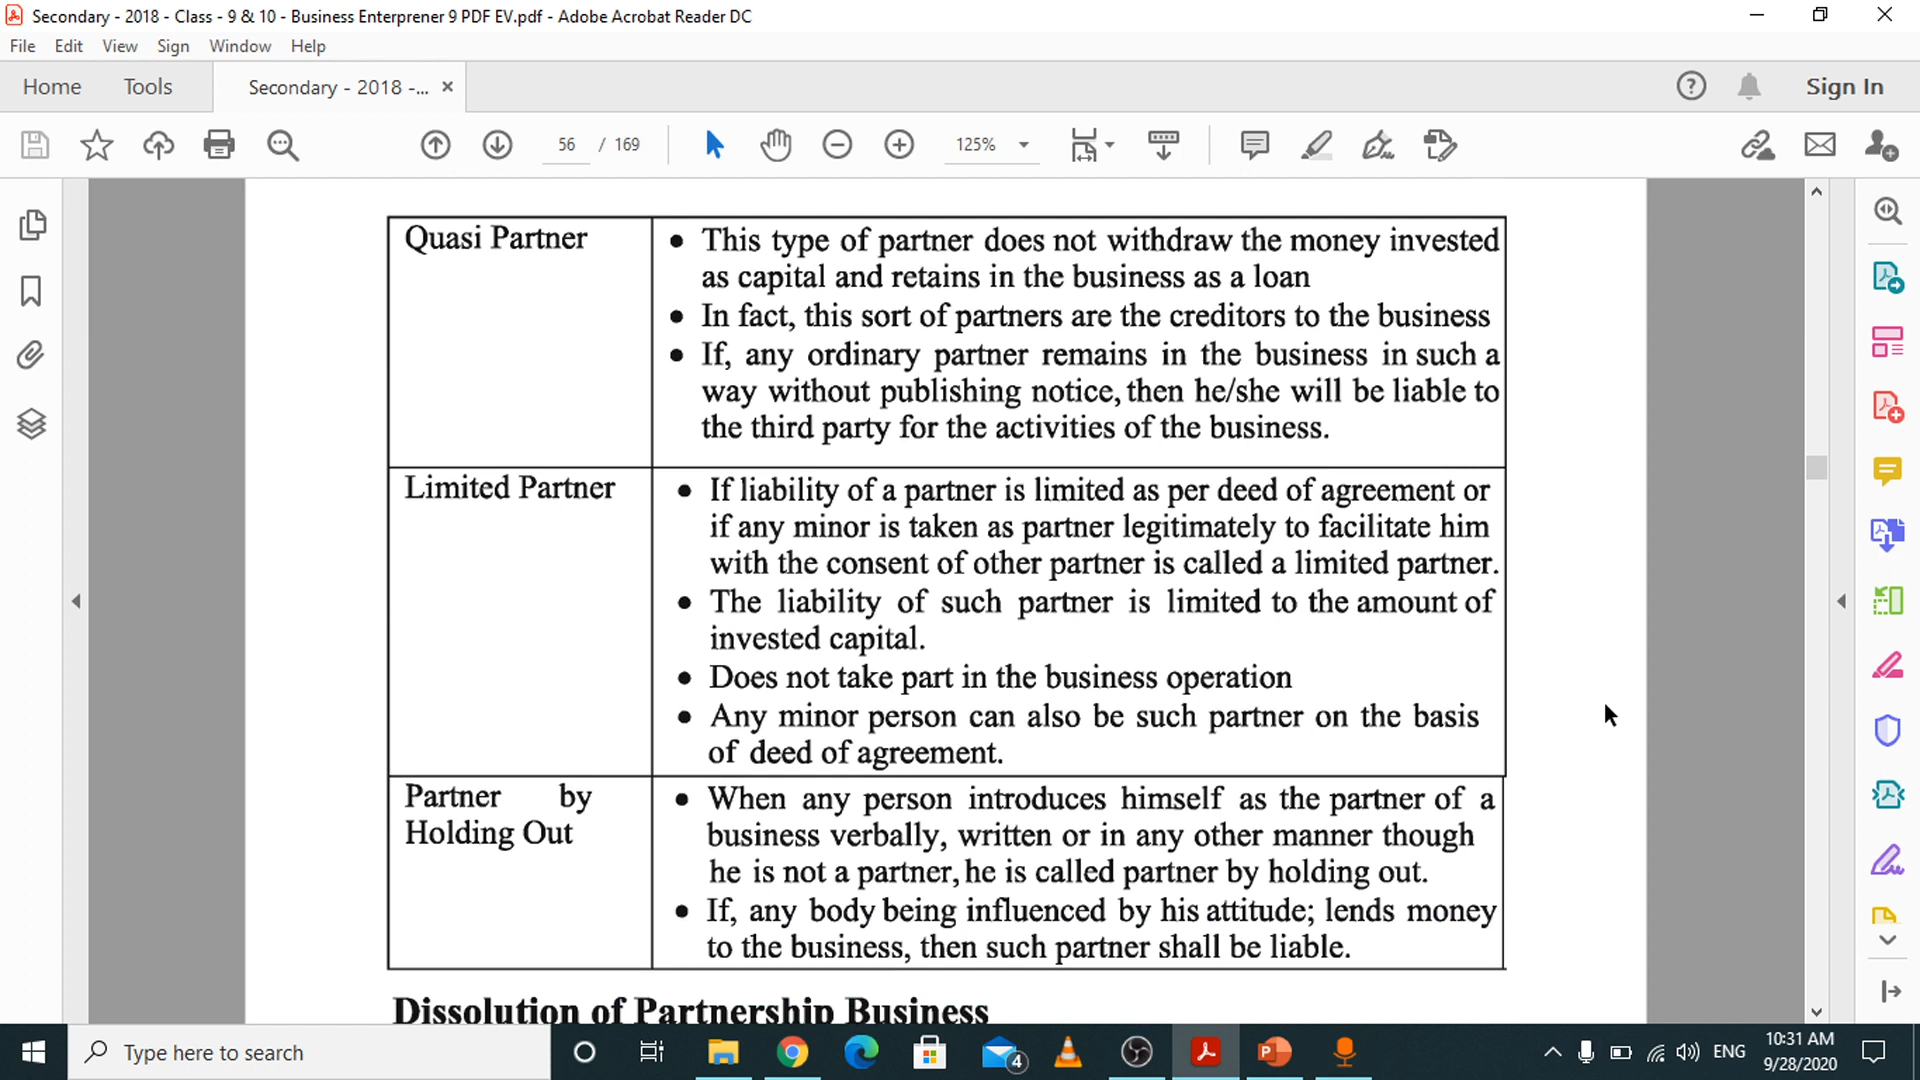 Secondary - 2018 - Class - 9 & 10 - Business Enterprener 9 PDF EV.pdf - Adobe Acrobat Reader DC
File Edit View Sign Window Help
Home Tools Secondary - 2018 -... Sign In
56 / 169 125%
Quasi Partner
• This type of partner does not withdraw the money invested
as capital and retains in the business as a loan
• In fact, this sort of partners are the creditors to the business
• If, any ordinary partner remains in the business in such a
way without publishing notice, then he/she will be liable to
the third party for the activities of the business.
Limited Partner
• If liability of a partner is limited as per deed of agreement or
if any minor is taken as partner legitimately to facilitate him
with the consent of other partner is called a limited partner.
• The liability of such partner is limited to the amount of
invested capital.
• Does not take part in the business operation
• Any minor person can also be such partner on the basis
of deed of agreement.
Partner by
Holding Out
• When any person introduces himself as the partner of a
business verbally, written or in any other manner though
he is not a partner, he is called partner by holding out.
• If, any body being influenced by his attitude; lends money
to the business, then such partner shall be liable.
Dissolution of Partnership Business
Type here to search
4
ENG
10:31 AM
9/28/2020